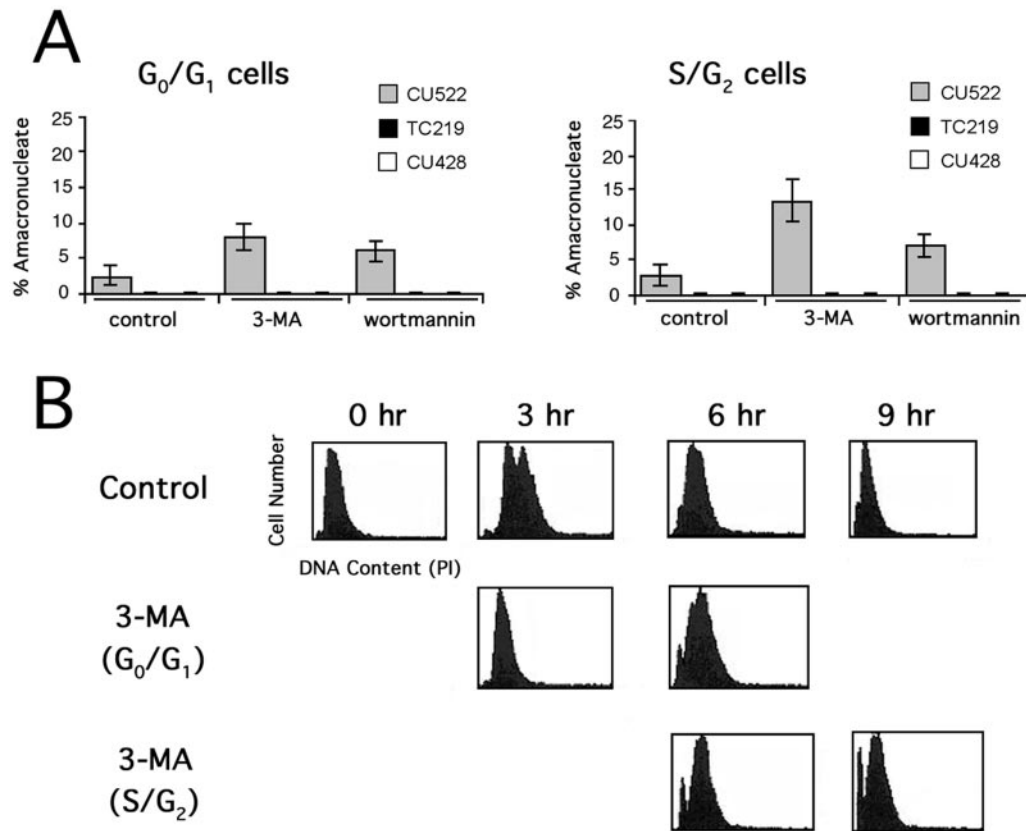 A
G₀/G₁ cells
CU522
TC219
CU428
% Amacronucleate
25
20
15
10
5
0
control
3-MA
wortmannin
S/G₂ cells
CU522
TC219
CU428
% Amacronucleate
25
20
15
10
5
0
control
3-MA
wortmannin
B
0 hr
3 hr
6 hr
9 hr
Control
Cell Number
DNA Content (PI)
3-MA
(G₀/G₁)
3-MA
(S/G₂)